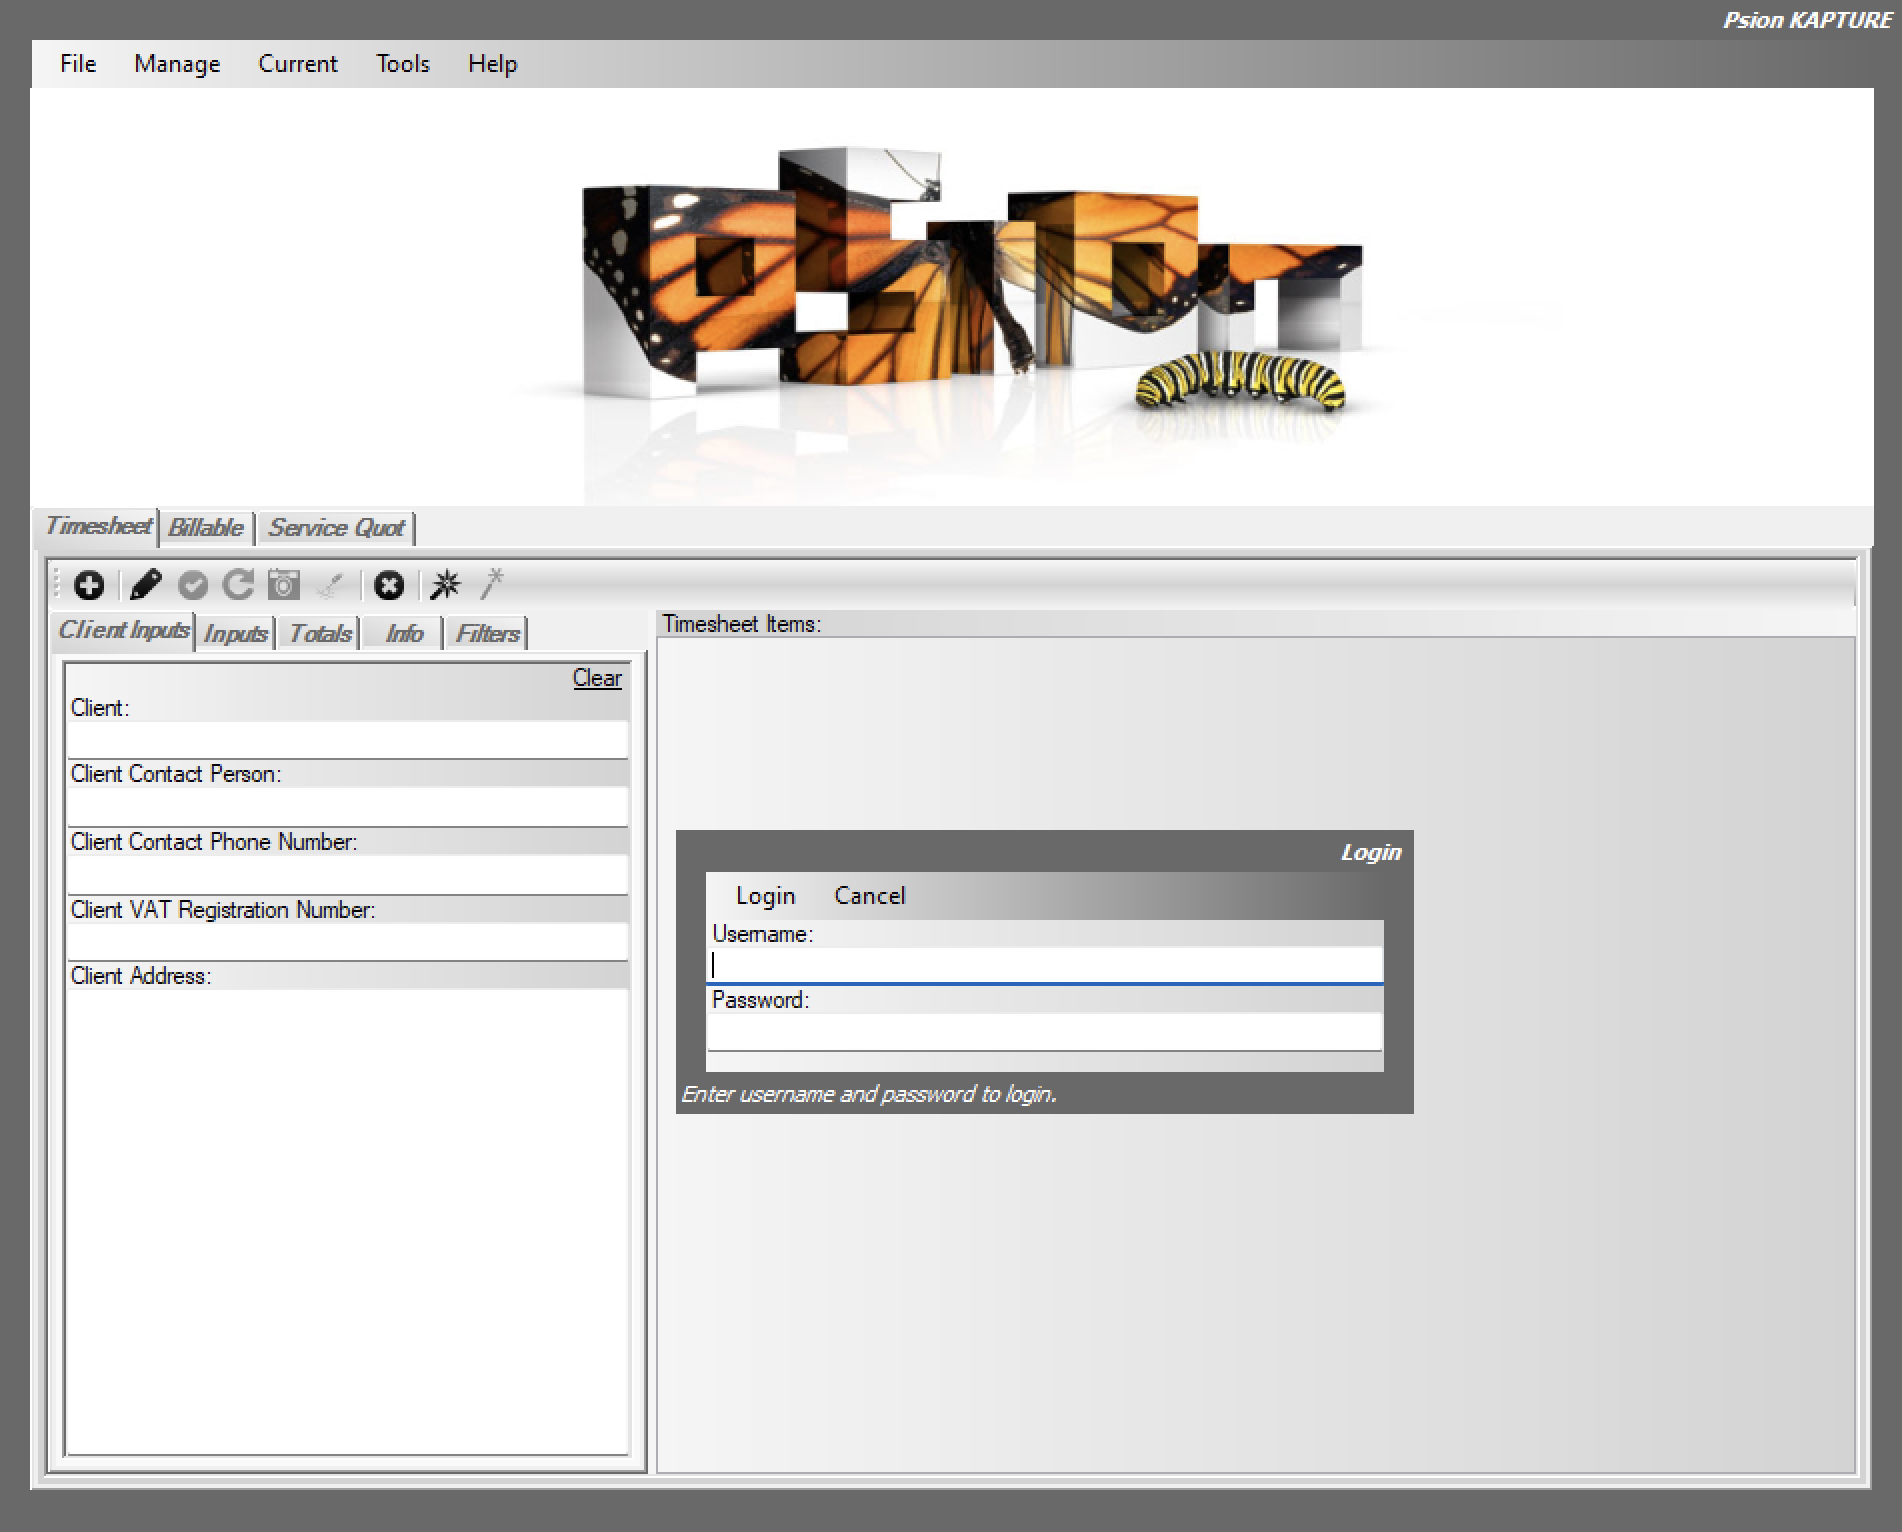 Psion KAPTURE
File Manage Current Tools Help
psion
Timesheet Billable Service Quot
Client Inputs Inputs Totals Info Filters
Timesheet Items:
Clear
Client:
Client Contact Person:
Client Contact Phone Number:
Client VAT Registration Number:
Client Address:
Login
Login Cancel
Username:
Password:
Enter username and password to login.